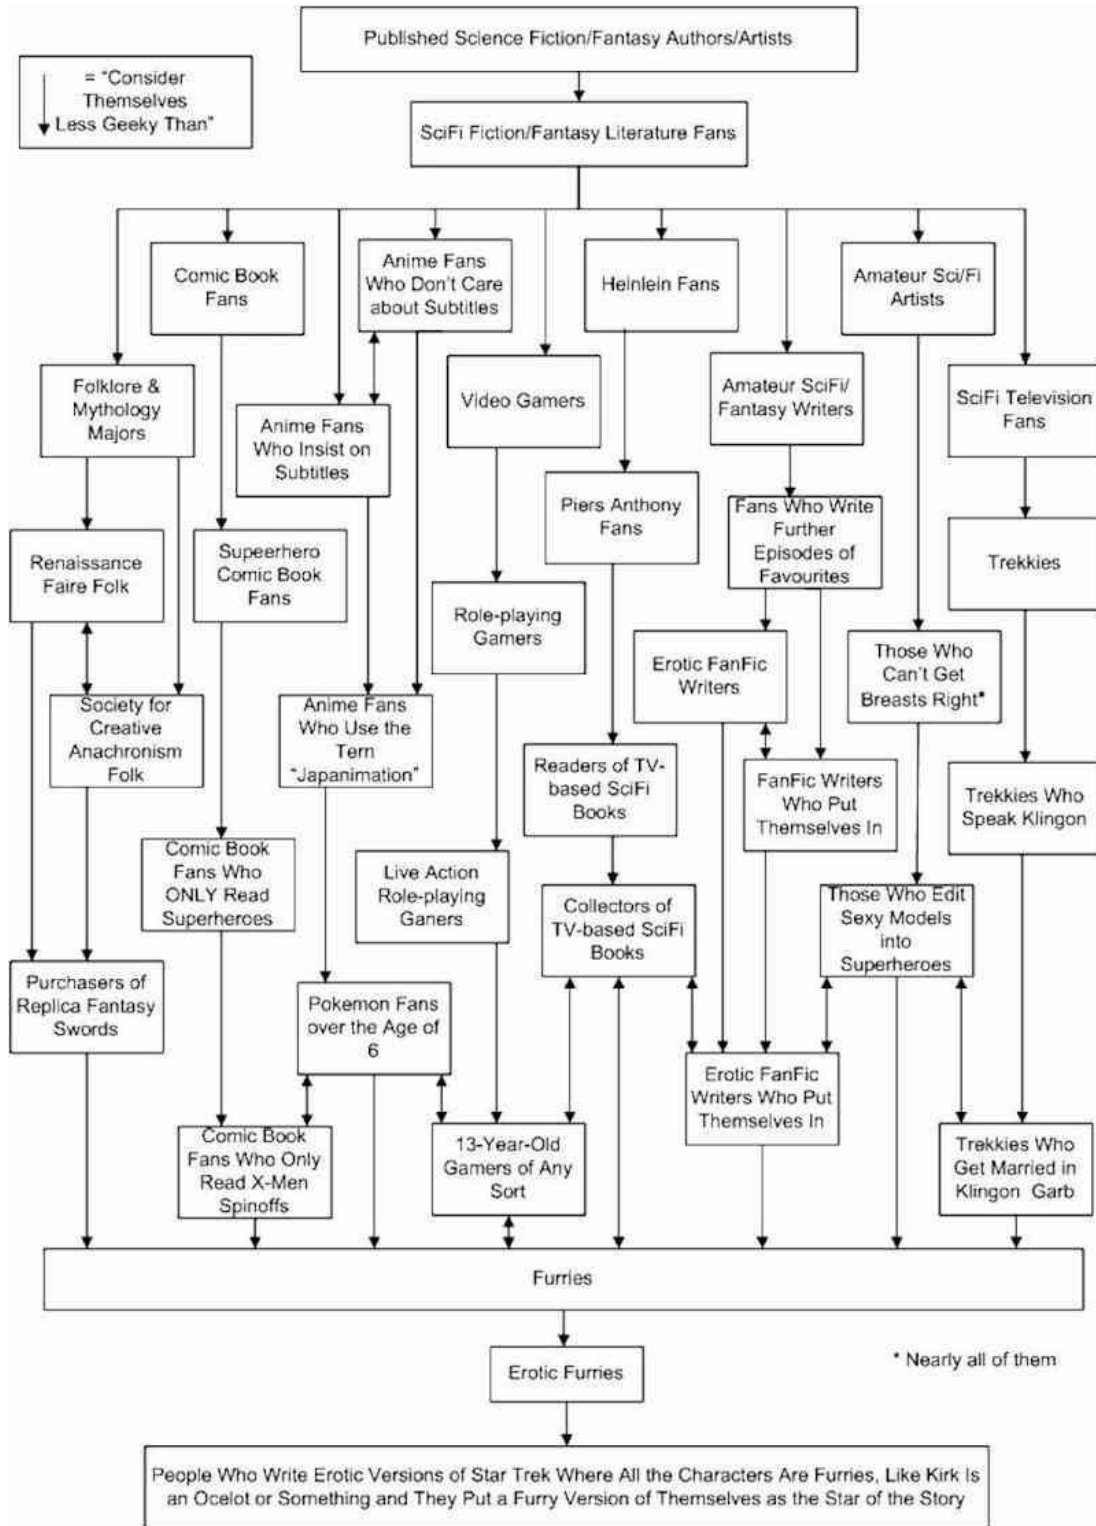 Published Science Fiction/Fantasy Authors/Artists
= "Consider
Themselves
Less Geeky Than"
SciFi Fiction/Fantasy Literature Fans
Comic Book
Fans
Anime Fans
Who Don't Care
about Subtitles
Heinlein Fans
Amateur Sci/Fi
Artists
Folklore &
Mythology
Majors
Anime Fans
Who Insist on
Subtitles
Video Gamers
Amateur SciFi/
Fantasy Writers
SciFi Television
Fans
Renaissance
Faire Folk
Supeerhero
Comic Book
Fans
Piers Anthony
Fans
Fans Who Write
Further
Episodes of
Favourites
Trekkies
Role-playing
Gamers
Erotic FanFic
Writers
Those Who
Can't Get
Breasts Right*
Society for
Creative
Anachronism
Folk
Anime Fans
Who Use the
Tern
"Japanimation"
Readers of TV-
based SciFi
Books
FanFic Writers
Who Put
Themselves In
Trekkies Who
Speak Klingon
Comic Book
Fans Who
ONLY Read
Superheroes
Live Action
Role-playing
Ganers
Collectors of
TV-based SciFi
Books
Those Who Edit
Sexy Models
into
Superheroes
Purchasers of
Replica Fantasy
Swords
Pokemon Fans
over the Age of
6
Erotic FanFic
Writers Who Put
Themselves In
Comic Book
Fans Who Only
Read X-Men
Spinoffs
13-Year-Old
Gamers of Any
Sort
Trekkies Who
Get Married in
Klingon Garb
Furries
Erotic Furries
* Nearly all of them
People Who Write Erotic Versions of Star Trek Where All the Characters Are Furries, Like Kirk Is
an Ocelot or Something and They Put a Furry Version of Themselves as the Star of the Story